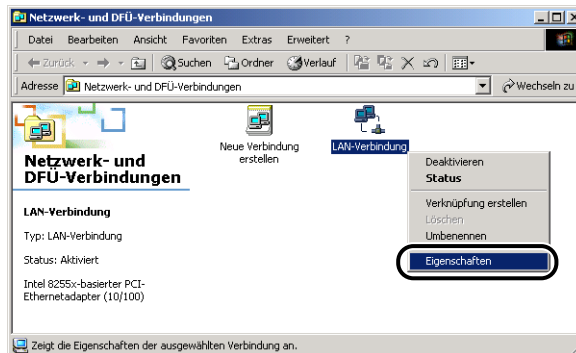 Netzwerk- und DFÜ-Verbindungen
Datei Bearbeiten Ansicht Favoriten Extras Erweitert ?
Zurück Suchen Ordner Verlauf
Adresse Netzwerk- und DFÜ-Verbindungen Wechseln zu
Netzwerk- und
DFÜ-Verbindungen
LAN-Verbindung
Typ: LAN-Verbindung
Status: Aktiviert
Intel 8255x-basierter PCI-
Ethernetadapter (10/100)
Neue Verbindung
erstellen
LAN-Verbindung
Deaktivieren
Status
Verknüpfung erstellen
Löschen
Umbenennen
Eigenschaften
Zeigt die Eigenschaften der ausgewählten Verbindung an.